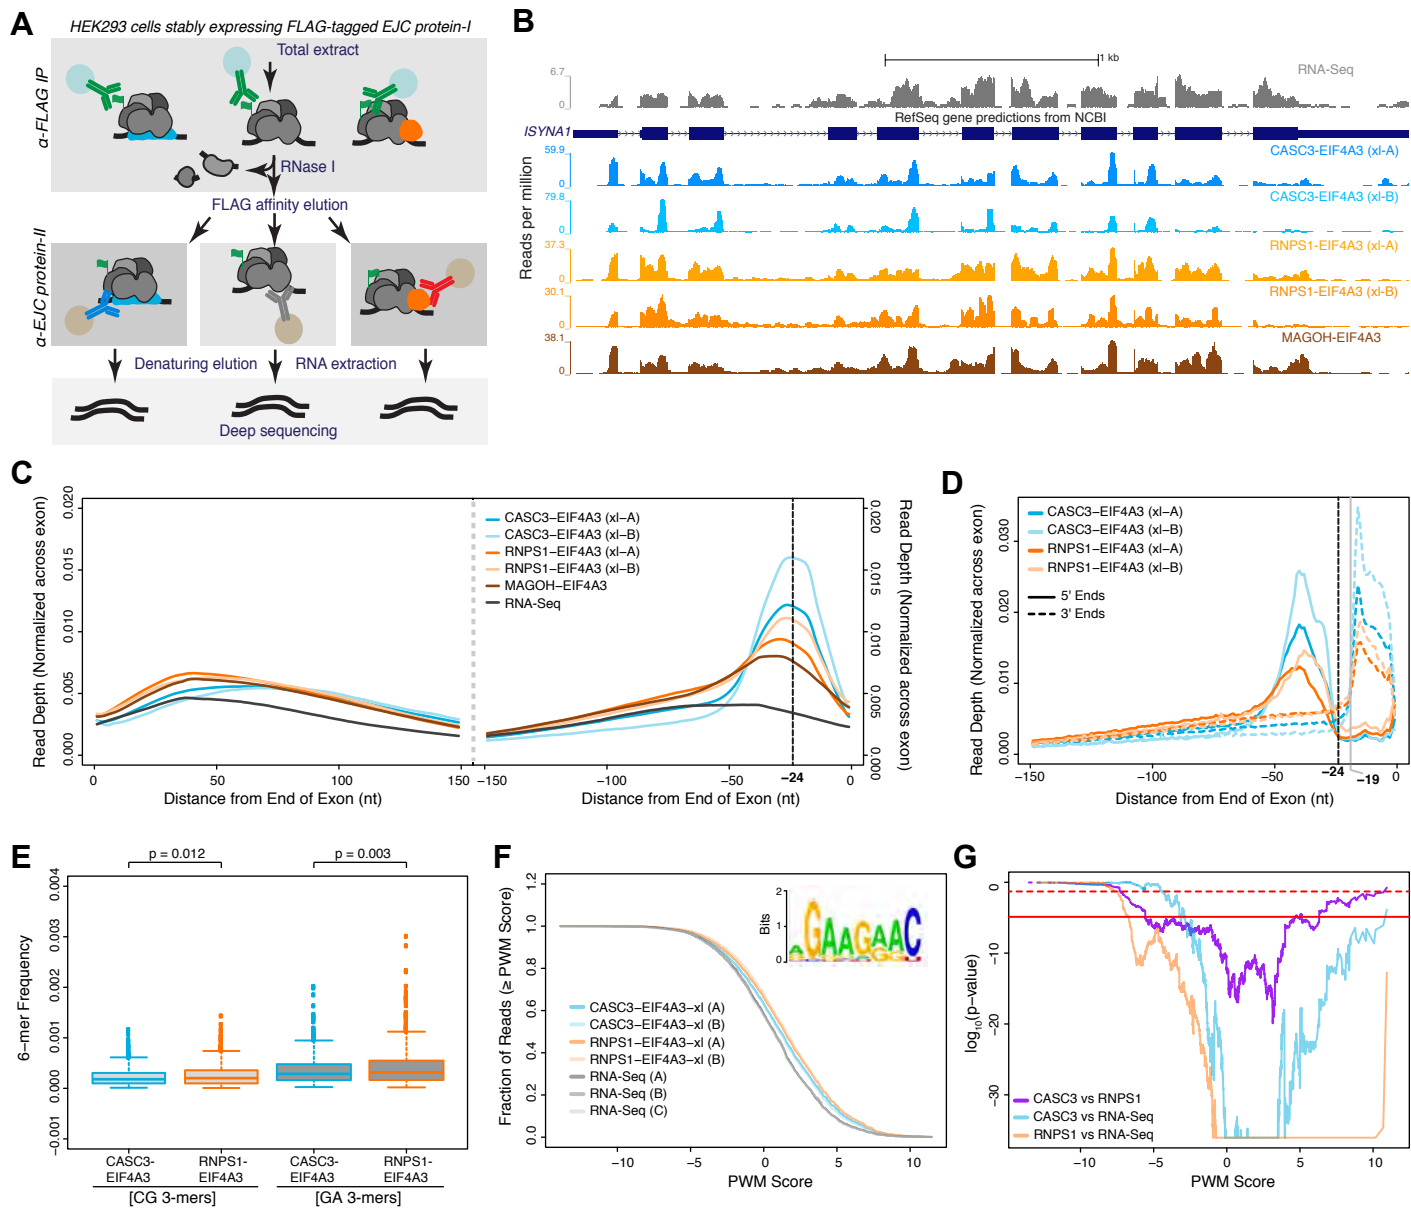 A
HEK293 cells stably expressing FLAG-tagged EJC protein-I
Total extract
α-FLAG IP
RNase I
FLAG affinity elution
α-EJC protein-II
Denaturing elution
RNA extraction
Deep sequencing
B
1 kb
6.7
0
RNA-Seq
RefSeq gene predictions from NCBI
ISYNA1
Reads per million
59.9
0
CASC3-EIF4A3 (xl-A)
79.8
0
CASC3-EIF4A3 (xl-B)
37.3
0
RNPS1-EIF4A3 (xl-A)
30.1
0
RNPS1-EIF4A3 (xl-B)
38.1
0
MAGOH-EIF4A3
C
Read Depth (Normalized across exon)
0.020
0.015
0.010
0.005
0.000
0 50 100 150
Distance from End of Exon (nt)
CASC3−EIF4A3 (xl−A)
CASC3−EIF4A3 (xl−B)
RNPS1−EIF4A3 (xl−A)
RNPS1−EIF4A3 (xl−B)
MAGOH−EIF4A3
RNA−Seq
−150 −100 −50 −24 0
Distance from End of Exon (nt)
0.020
0.015
0.010
0.005
0.000
Read Depth (Normalized across exon)
D
Read Depth (Normalized across exon)
0.030
0.020
0.010
0.000
CASC3−EIF4A3 (xl−A)
CASC3−EIF4A3 (xl−B)
RNPS1−EIF4A3 (xl−A)
RNPS1−EIF4A3 (xl−B)
5' Ends
3' Ends
−150 −100 −50 −24 −19 0
Distance from End of Exon (nt)
E
p = 0.012
p = 0.003
6-mer Frequency
0.004
0.003
0.002
0.001
0.000
−0.001
CASC3-EIF4A3
RNPS1-EIF4A3
CASC3-EIF4A3
RNPS1-EIF4A3
[CG 3-mers]
[GA 3-mers]
F
Fraction of Reads (≥ PWM Score)
1.2
1.0
0.8
0.6
0.4
0.2
0.0
2
1
0
Bits
AGAAGAAC
CASC3−EIF4A3−xl (A)
CASC3−EIF4A3−xl (B)
RNPS1−EIF4A3−xl (A)
RNPS1−EIF4A3−xl (B)
RNA−Seq (A)
RNA−Seq (B)
RNA−Seq (C)
−10 −5 0 5 10
PWM Score
G
log10(p−value)
0
−10
−20
−30
CASC3 vs RNPS1
CASC3 vs RNA−Seq
RNPS1 vs RNA−Seq
−10 −5 0 5 10
PWM Score